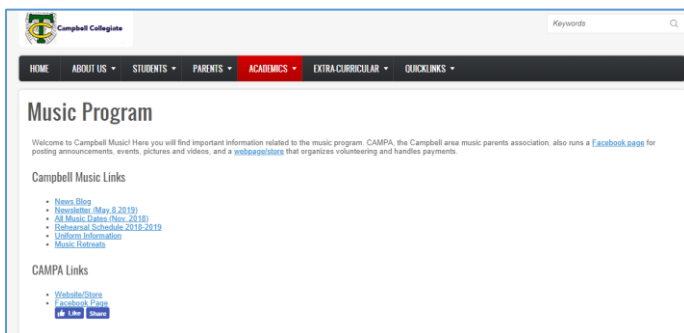 Campbell Collegiate
Keywords
HOME ABOUT US STUDENTS PARENTS ACADEMICS EXTRA-CURRICULAR QUICKLINKS
Music Program
Welcome to Campbell Music! Here you will find important information related to the music program. CAMPA, the Campbell area music parents association, also runs a Facebook page for
posting announcements, events, pictures and videos, and a webpage/store that organizes volunteering and handles payments.
Campbell Music Links
News Blog
Newsletter (May 8 2019)
All Music Dates (Nov. 2018)
Rehearsal Schedule 2018-2019
Uniform Information
Music Retreats
CAMPA Links
Website/Store
Facebook Page
Like Share